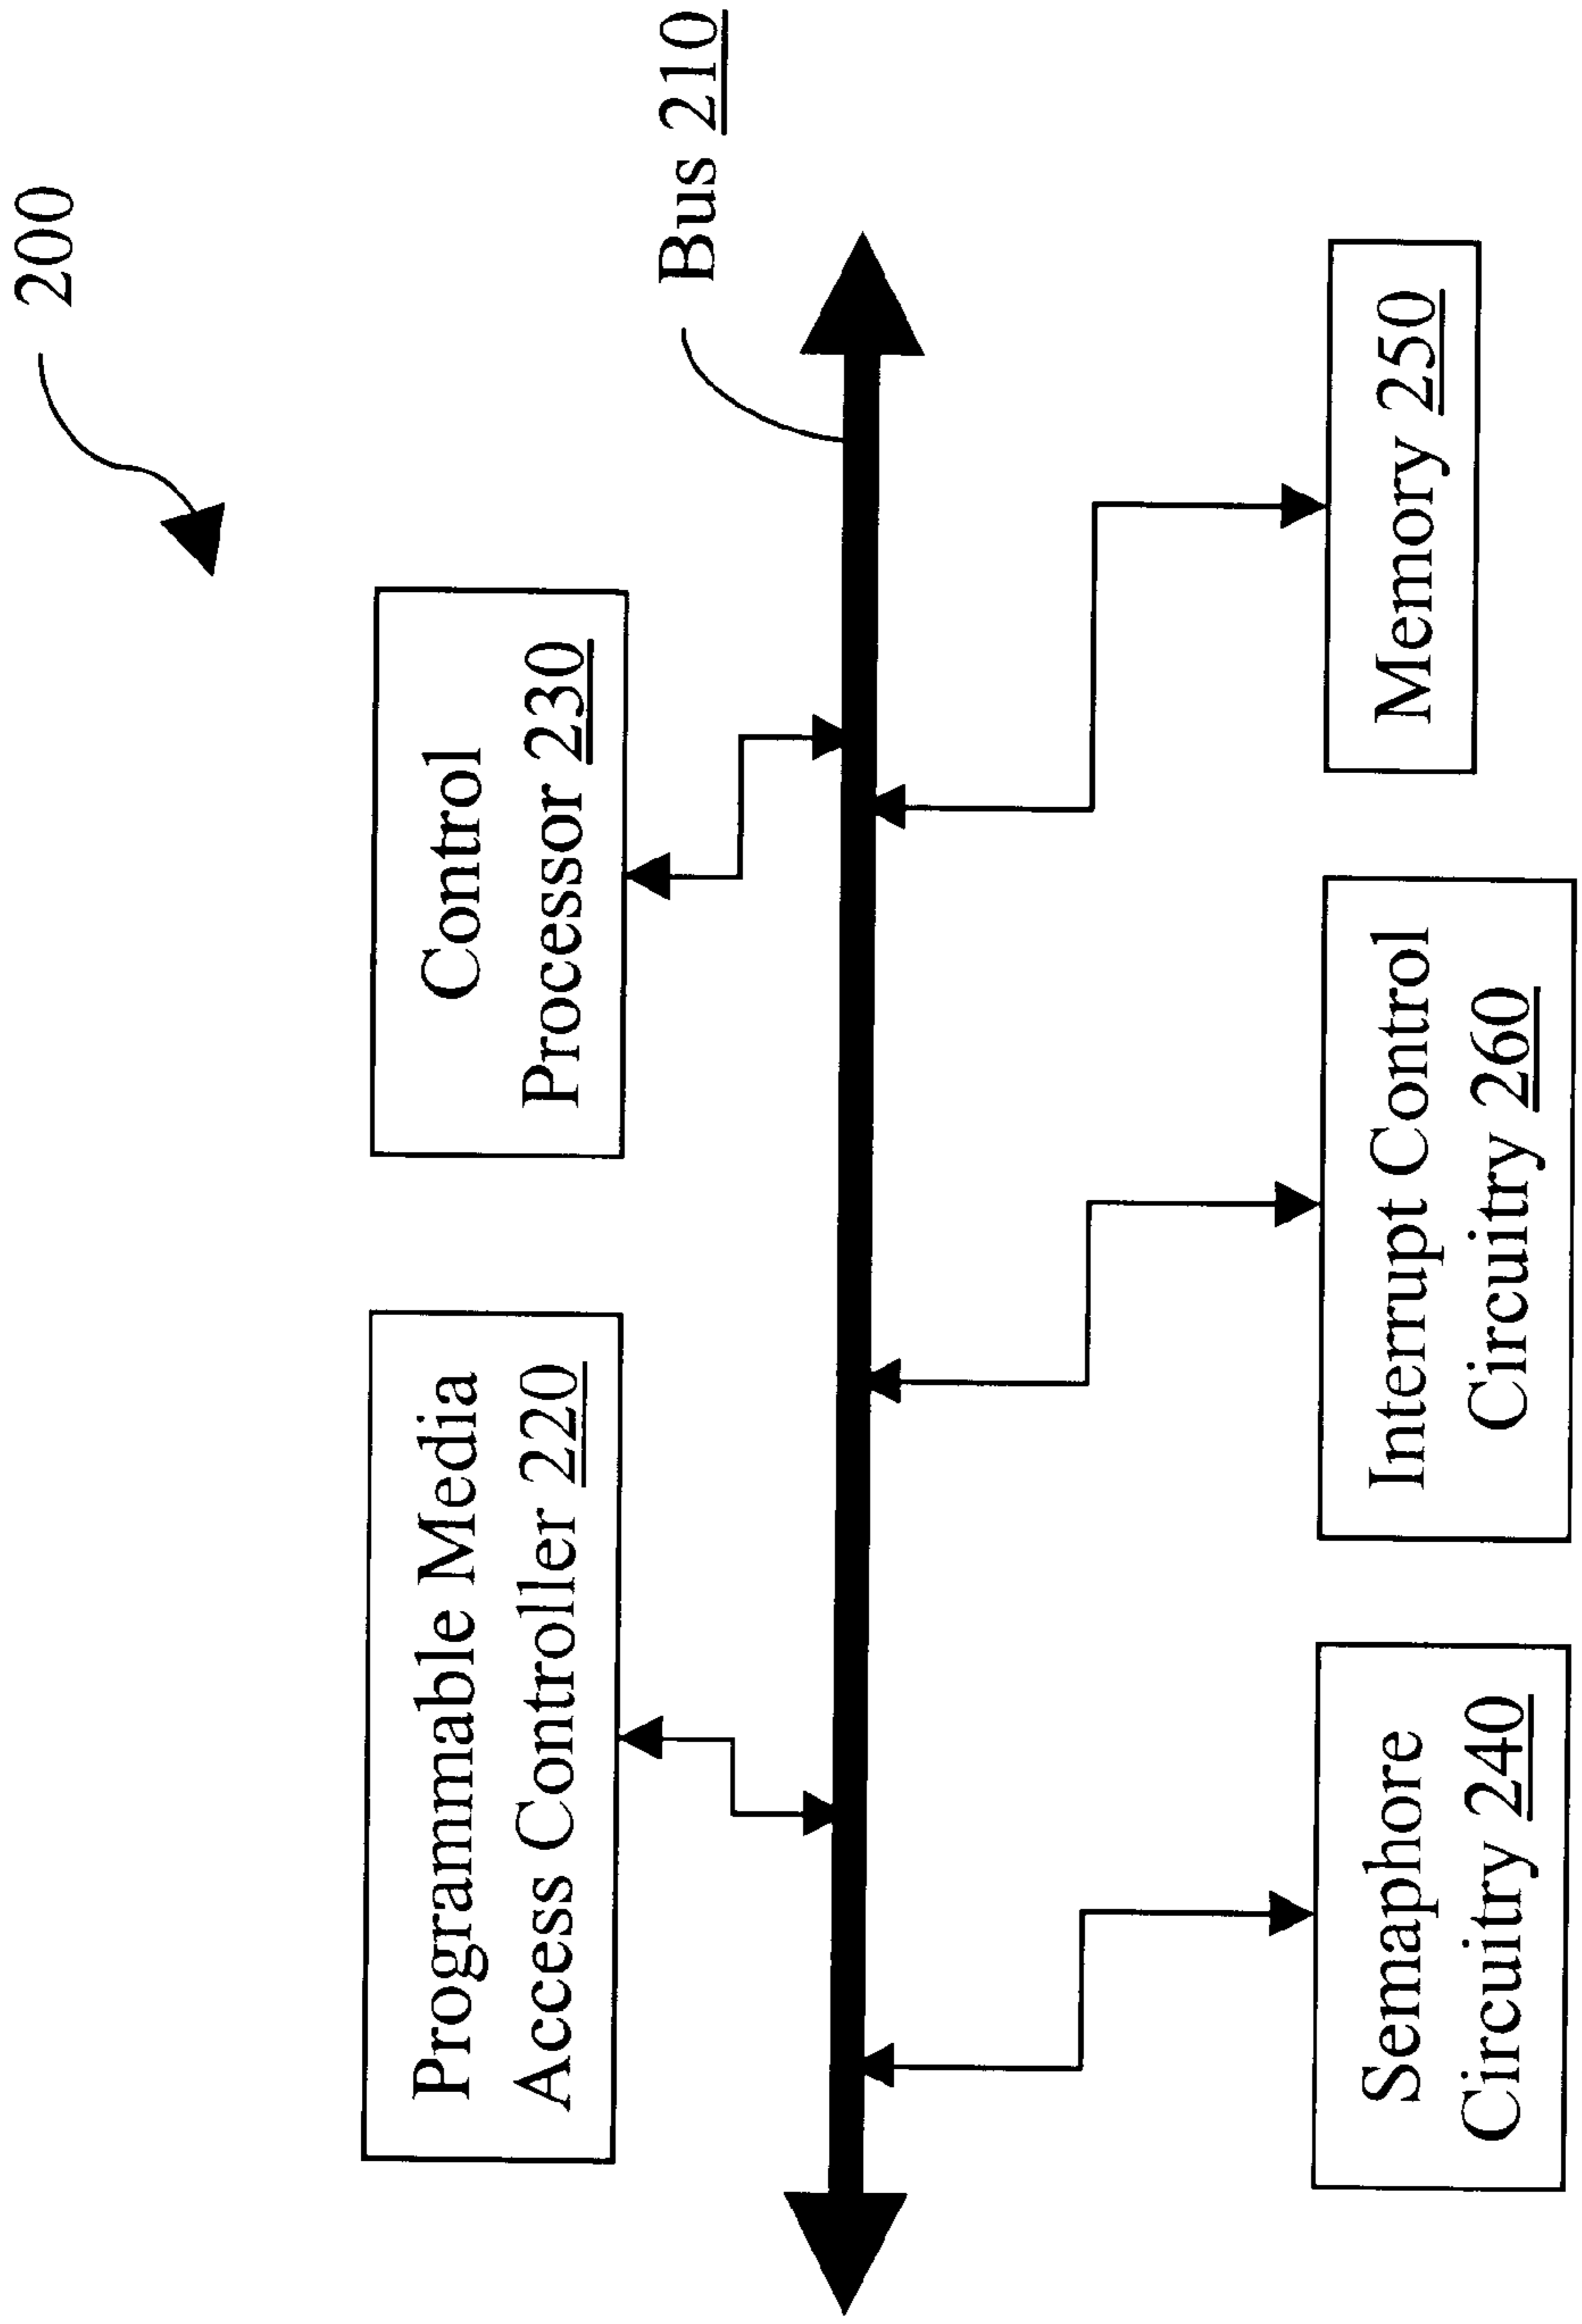 200
Bus 210
Programmable Media
Access Controller 220
Control
Processor 230
Semaphore
Circuitry 240
Interrupt Control
Circuitry 260
Memory 250